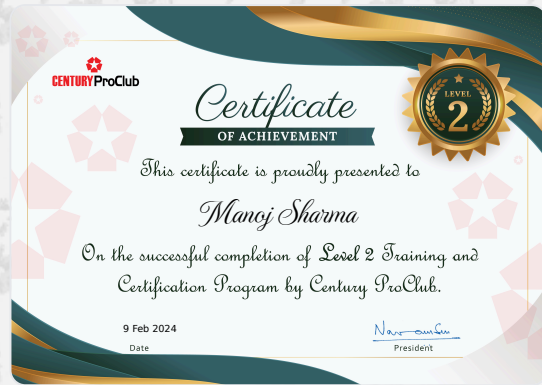 CENTURY ProClub
LEVEL
2
Certificate
OF ACHIEVEMENT
This certificate is proudly presented to
Manoj Sharma
On the successful completion of Level 2 Training and
Certification Program by Century ProClub.
9 Feb 2024
Date
President